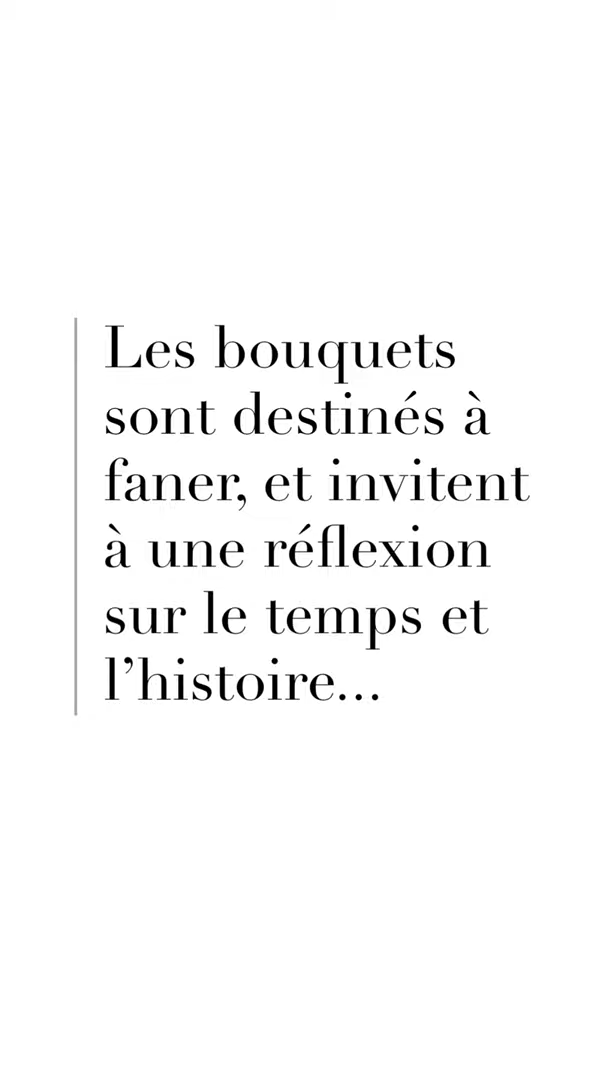 Les bouquets
sont destinés à
faner, et invitent
à une réflexion
sur le temps et
l’histoire...